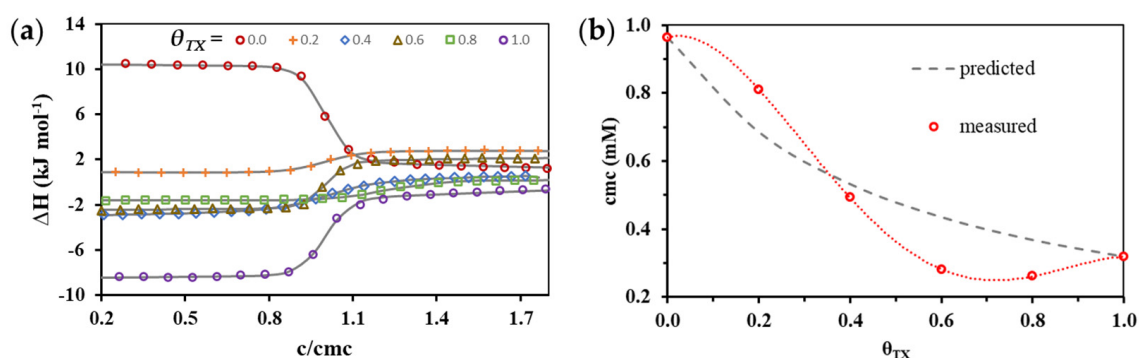 (a)
θTX = 0.0 0.2 0.4 0.6 0.8 1.0
14
10
6
2
-2
-6
-10
ΔH (kJ mol-1)
0.2 0.5 0.8 1.1 1.4 1.7
c/cmc
(b)
1.0
0.8
0.6
0.4
0.2
cmc (mM)
predicted
measured
0.0 0.2 0.4 0.6 0.8 1.0
θTX